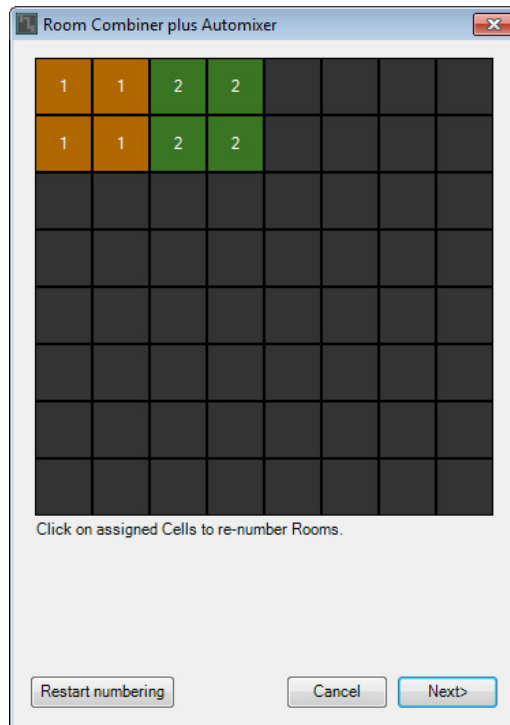 Room Combiner plus Automixer
1 1 2 2
1 1 2 2
Click on assigned Cells to re-number Rooms.
Restart numbering Cancel Next>